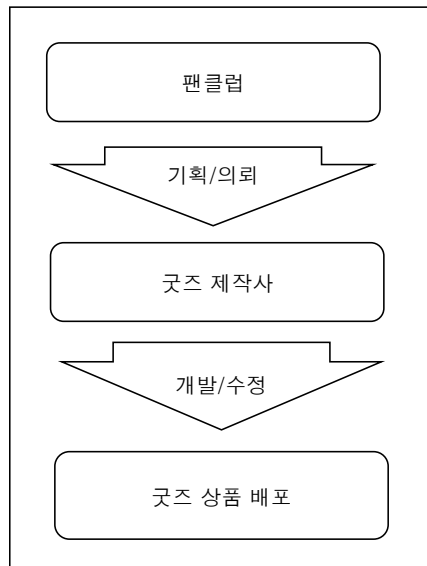 팬클럽
기획/의뢰
굿즈 제작사
개발/수정
굿즈 상품 배포